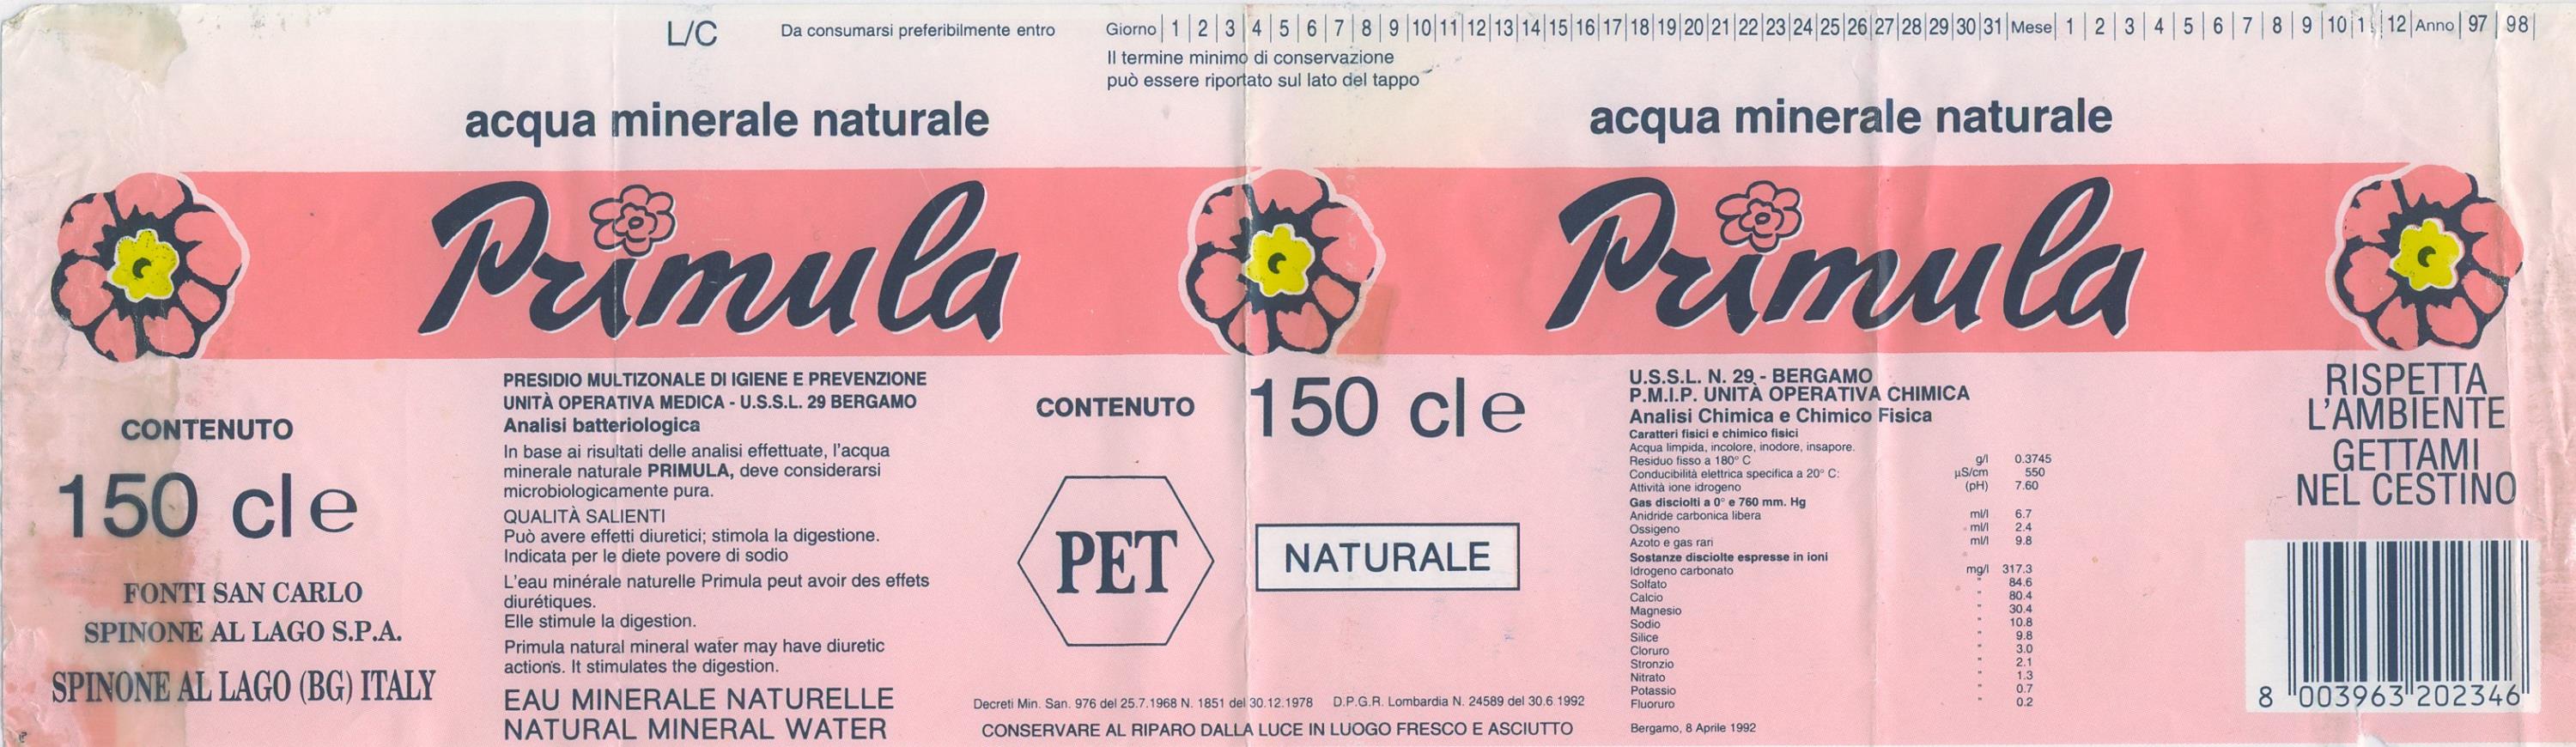 L/C Da consumarsi preferibilmente entro Giorno 1 2 3 4 5 6 7 8 9 10 11 12 13 14 15 16 17 18 19 20 21 22 23 24 25 26 27 28 29 30 31 Mese 1 2 3 4 5 6 7 8 9 10 11 12 Anno 97 98
Il termine minimo di conservazione
può essere riportato sul lato del tappo
acqua minerale naturale
Primula
CONTENUTO
150 cl e
FONTI SAN CARLO
SPINONE AL LAGO S.P.A.
SPINONE AL LAGO (BG) ITALY
PRESIDIO MULTIZONALE DI IGIENE E PREVENZIONE
UNITÀ OPERATIVA MEDICA - U.S.S.L. 29 BERGAMO
Analisi batteriologica
In base ai risultati delle analisi effettuate, l'acqua
minerale naturale PRIMULA, deve considerarsi
microbiologicamente pura.
QUALITÀ SALIENTI
Può avere effetti diuretici; stimola la digestione.
Indicata per le diete povere di sodio
L'eau minérale naturelle Primula peut avoir des effets
diurétiques.
Elle stimule la digestion.
Primula natural mineral water may have diuretic
actions. It stimulates the digestion.
EAU MINERALE NATURELLE
NATURAL MINERAL WATER
CONTENUTO 150 cl e
PET
NATURALE
Decreti Min. San. 976 del 25.7.1968 N. 1851 del 30.12.1978 D.P.G.R. Lombardia N. 24589 del 30.6.1992
CONSERVARE AL RIPARO DALLA LUCE IN LUOGO FRESCO E ASCIUTTO
acqua minerale naturale
Primula
U.S.S.L. N. 29 - BERGAMO
P.M.I.P. UNITÀ OPERATIVA CHIMICA
Analisi Chimica e Chimico Fisica
Caratteri fisici e chimico fisici
Acqua limpida, incolore, inodore, insapore.
Residuo fisso a 180° C g/l 0.3745
Conducibilità elettrica specifica a 20° C: µS/cm 550
Attività ione idrogeno (pH) 7.60
Gas disciolti a 0° e 760 mm. Hg
Anidride carbonica libera ml/l 6.7
Ossigeno ml/l 2.4
Azoto e gas rari ml/l 9.8
Sostanze disciolte espresse in ioni
Idrogeno carbonato mg/l 317.3
Solfato " 84.6
Calcio " 80.4
Magnesio " 30.4
Sodio " 10.8
Silice " 9.8
Cloruro " 3.0
Stronzio " 2.1
Nitrato " 1.3
Potassio " 0.7
Fluoruro " 0.2
Bergamo, 8 Aprile 1992
RISPETTA
L'AMBIENTE
GETTAMI
NEL CESTINO
8 003963 202346